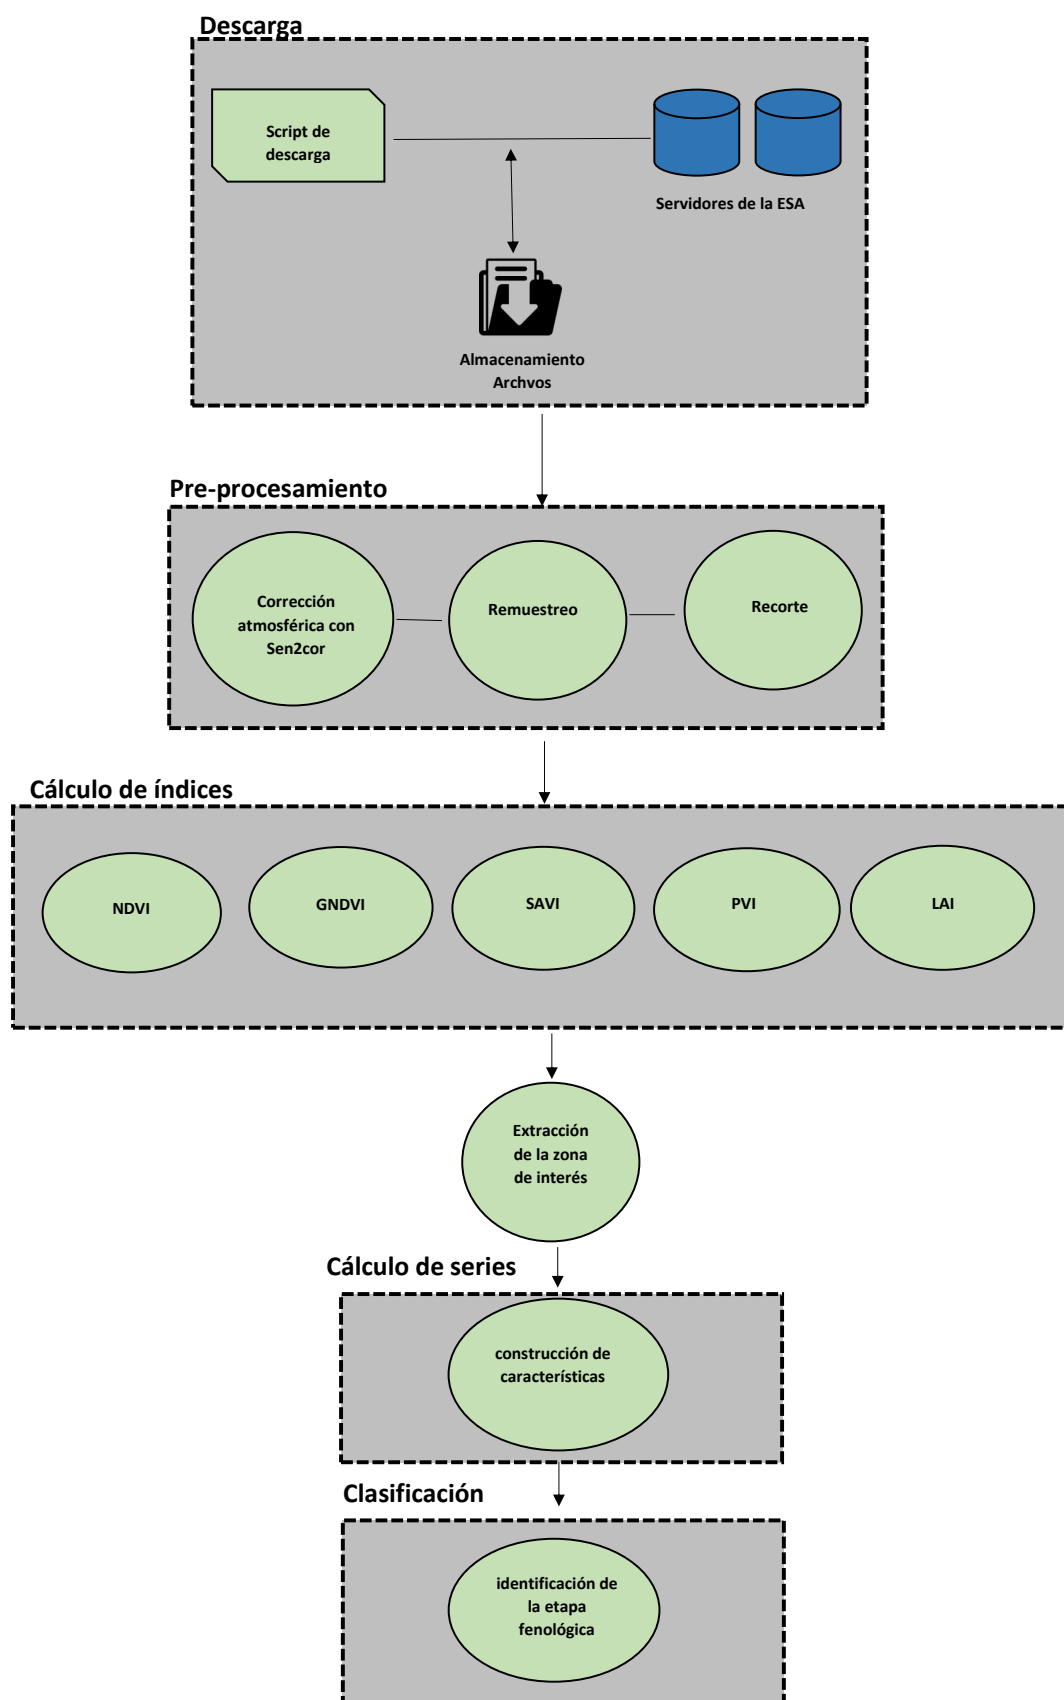 Descarga
Script de
descarga
Servidores de la ESA
Almacenamiento
Archvos
Pre-procesamiento
Corrección
atmosférica con
Sen2cor
Remuestreo
Recorte
Cálculo de índices
NDVI
GNDVI
SAVI
PVI
LAI
Extracción
de la zona
de interés
Cálculo de series
construcción de
características
Clasificación
identificación de
la etapa
fenológica